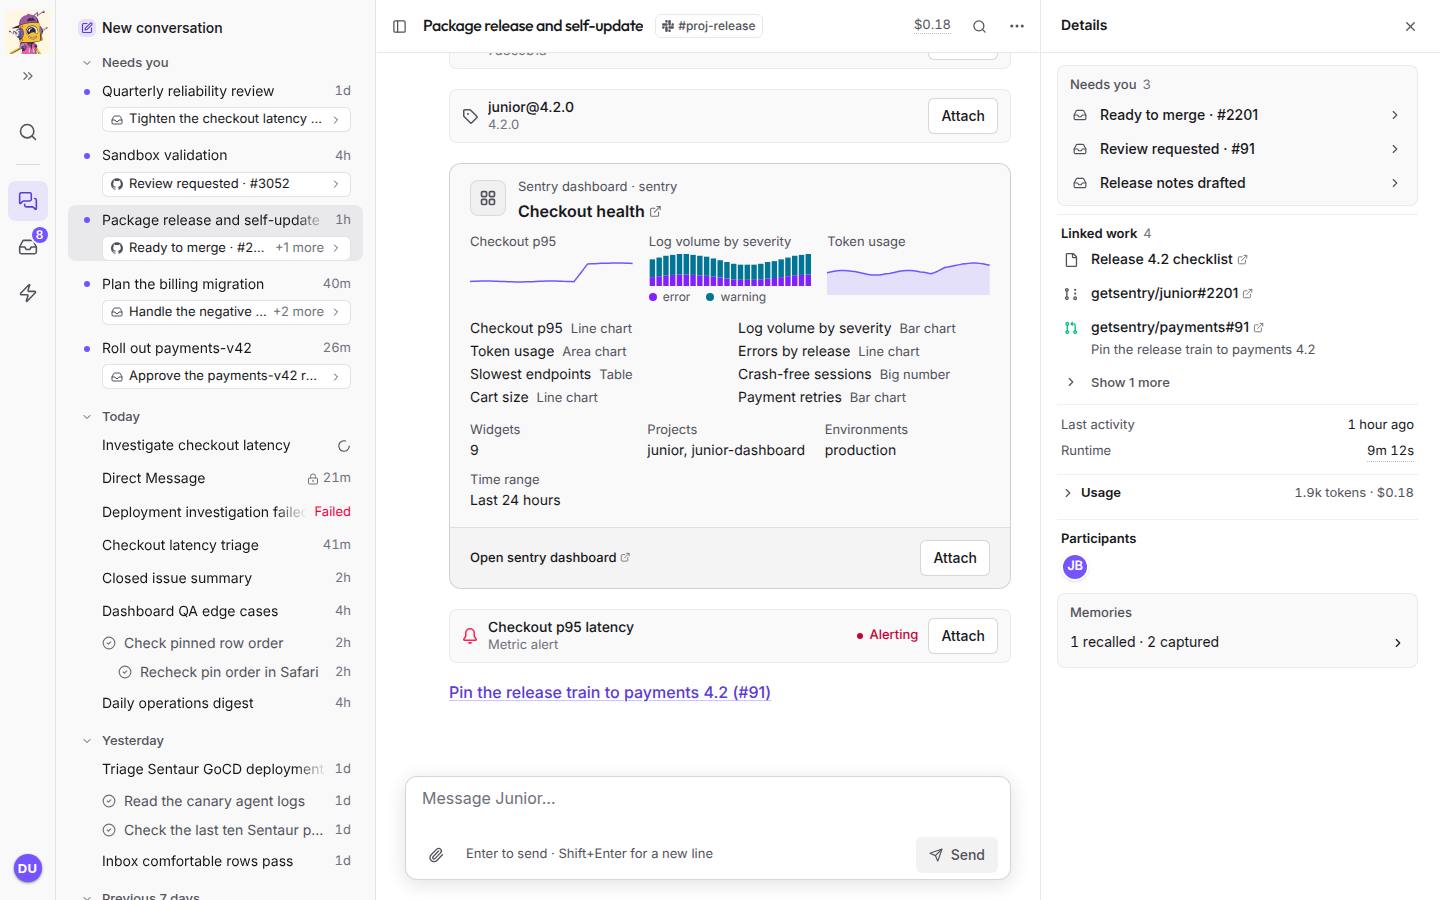 New conversation
Needs you
Quarterly reliability review 1d
Tighten the checkout latency ...
Sandbox validation 4h
Review requested · #3052
Package release and self-update 1h
Ready to merge · #2... +1 more
Plan the billing migration 40m
Handle the negative ... +2 more
Roll out payments-v42 26m
Approve the payments-v42 r...
Today
Investigate checkout latency
Direct Message 21m
Deployment investigation failed Failed
Checkout latency triage 41m
Closed issue summary 2h
Dashboard QA edge cases 4h
Check pinned row order 2h
Recheck pin order in Safari 2h
Daily operations digest 4h
Yesterday
Triage Sentaur GoCD deployment 1d
Read the canary agent logs 1d
Check the last ten Sentaur p... 1d
Inbox comfortable rows pass 1d
Previous 7 days
8
DU
Package release and self-update #proj-release $0.18
junior@4.2.0
4.2.0
Attach
Sentry dashboard · sentry
Checkout health
Checkout p95 Log volume by severity Token usage
error warning
Checkout p95 Line chart Log volume by severity Bar chart
Token usage Area chart Errors by release Line chart
Slowest endpoints Table Crash-free sessions Big number
Cart size Line chart Payment retries Bar chart
Widgets Projects Environments
9 junior, junior-dashboard production
Time range
Last 24 hours
Open sentry dashboard Attach
Checkout p95 latency
Metric alert
Alerting Attach
Pin the release train to payments 4.2 (#91)
Message Junior...
Enter to send · Shift+Enter for a new line Send
Details
Needs you 3
Ready to merge · #2201
Review requested · #91
Release notes drafted
Linked work 4
Release 4.2 checklist
getsentry/junior#2201
getsentry/payments#91
Pin the release train to payments 4.2
Show 1 more
Last activity 1 hour ago
Runtime 9m 12s
Usage 1.9k tokens · $0.18
Participants
JB
Memories
1 recalled · 2 captured